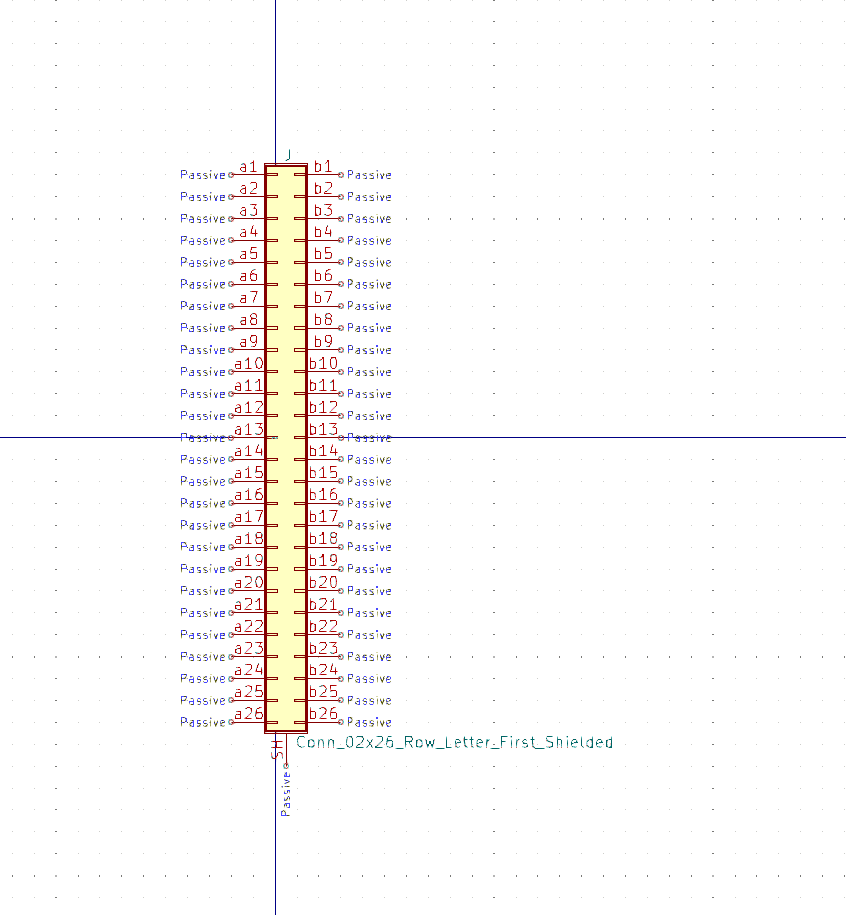 J
Passive a1 b1 Passive
Passive a2 b2 Passive
Passive a3 b3 Passive
Passive a4 b4 Passive
Passive a5 b5 Passive
Passive a6 b6 Passive
Passive a7 b7 Passive
Passive a8 b8 Passive
Passive a9 b9 Passive
Passive a10 b10 Passive
Passive a11 b11 Passive
Passive a12 b12 Passive
Passive a13 b13 Passive
Passive a14 b14 Passive
Passive a15 b15 Passive
Passive a16 b16 Passive
Passive a17 b17 Passive
Passive a18 b18 Passive
Passive a19 b19 Passive
Passive a20 b20 Passive
Passive a21 b21 Passive
Passive a22 b22 Passive
Passive a23 b23 Passive
Passive a24 b24 Passive
Passive a25 b25 Passive
Passive a26 b26 Passive
SH Conn_02x26_Row_Letter_First_Shielded
Passive